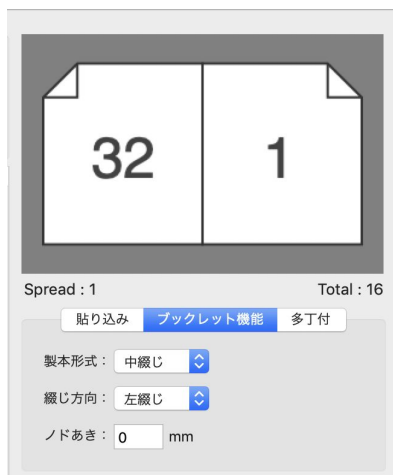 32 1
Spread : 1 Total : 16
貼り込み ブックレット機能 多丁付
製本形式： 中綴じ
綴じ方向： 左綴じ
ノドあき： 0 mm